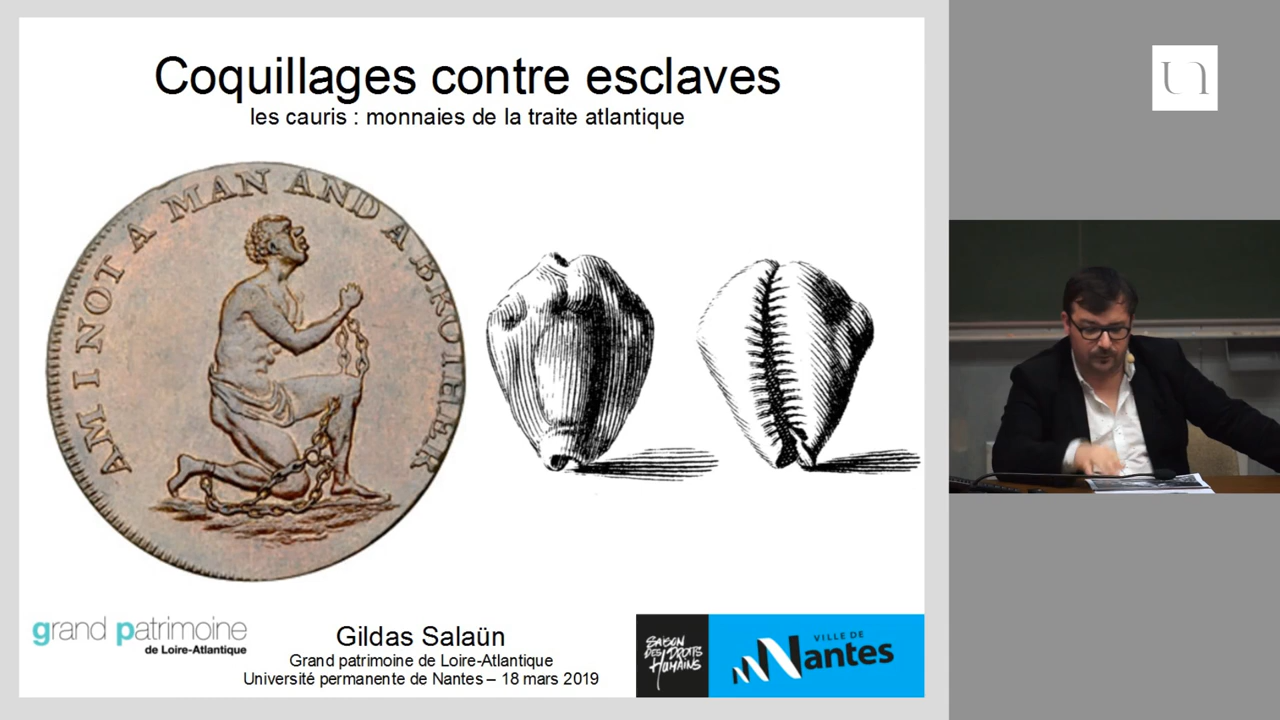 Coquillages contre esclaves
les cauris : monnaies de la traite atlantique
AM I NOT A MAN AND A BROTHER
grand patrimoine
de Loire-Atlantique
Gildas Salaün
Grand patrimoine de Loire-Atlantique
Université permanente de Nantes – 18 mars 2019
SAISON
DES DROITS
HUMAINS
VILLE DE
Nantes
UN